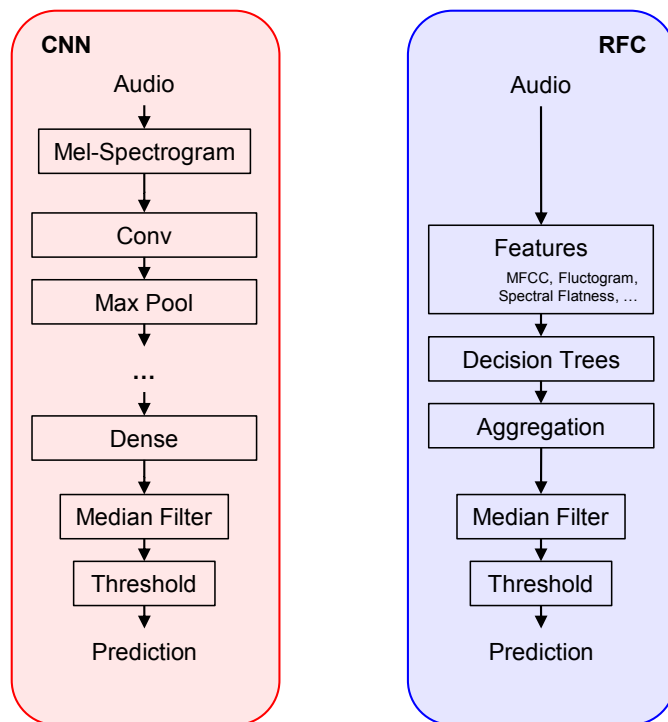 CNN
Audio
Mel-Spectrogram
Conv
Max Pool
...
Dense
Median Filter
Threshold
Prediction
RFC
Audio
Features
MFCC, Fluctogram,
Spectral Flatness, ...
Decision Trees
Aggregation
Median Filter
Threshold
Prediction